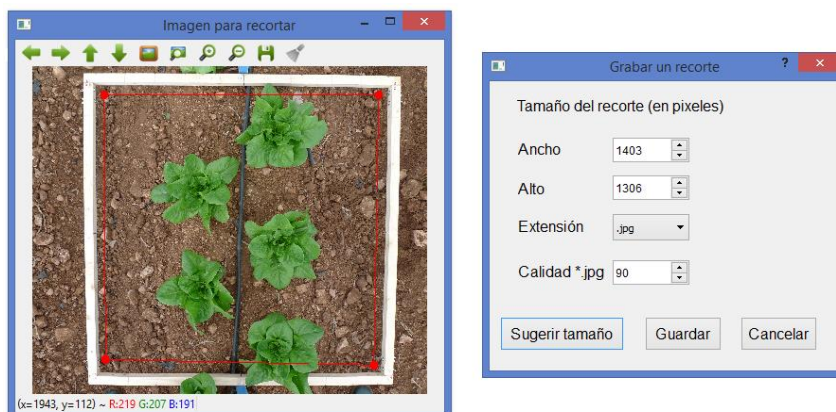 Imagen para recortar
(x=1943, y=112) ~ R:219 G:207 B:191
Grabar un recorte
Tamaño del recorte (en pixeles)
Ancho 1403
Alto 1306
Extensión .jpg
Calidad *.jpg 90
Sugerir tamaño Guardar Cancelar